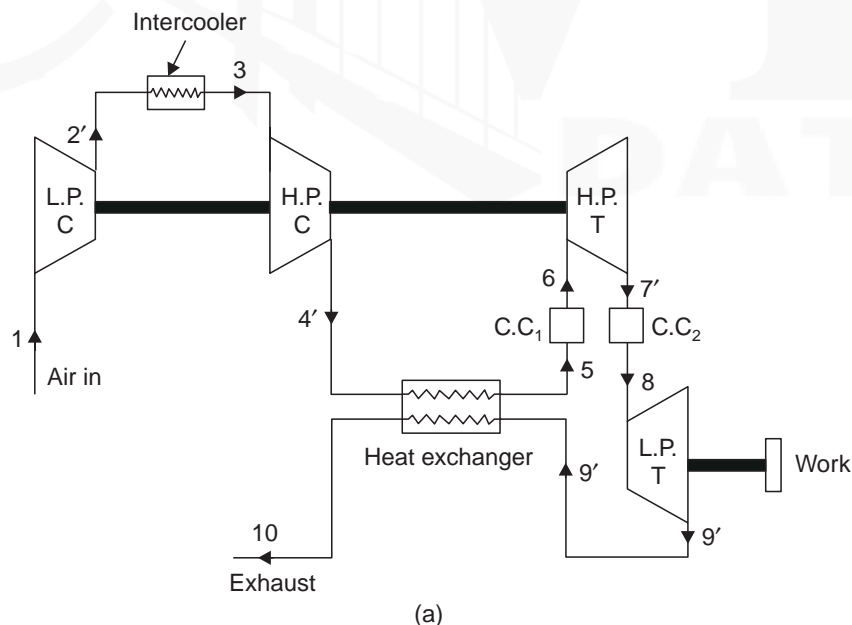 Intercooler
3
2′
L.P.
C
H.P.
C
H.P.
T
6
7′
4′
C.C₁
C.C₂
1
5
8
Air in
Heat exchanger
L.P.
T
Work
9′
9′
10
Exhaust
(a)
DAT